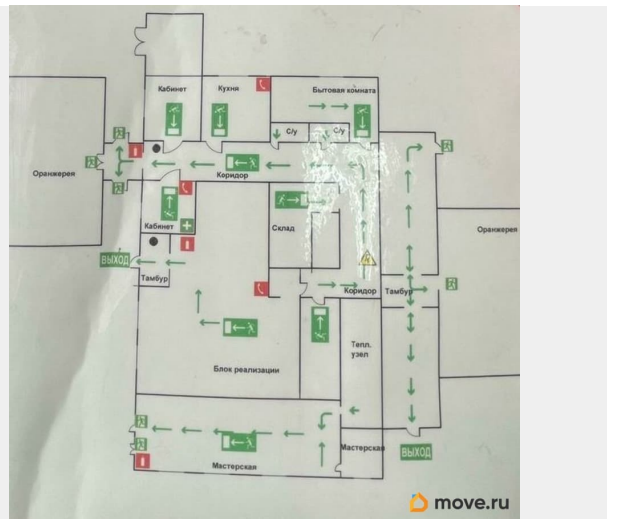 Кабинет
Кухня
Бытовая комната
С/у
С/у
Оранжерея
Коридор
Кабинет
Склад
Оранжерея
ВЫХОД
Тамбур
Коридор
Тамбур
Тепл.
узел
Блок реализации
Мастерская
Мастерская
ВЫХОД
move.ru